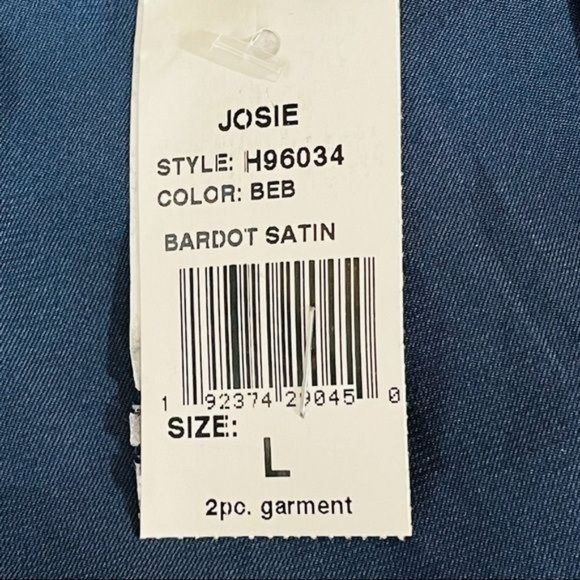 JOSIE
STYLE: H96034
COLOR: BEB
BARDOT SATIN
1 92374 29045 0
SIZE:
L
2pc. garment